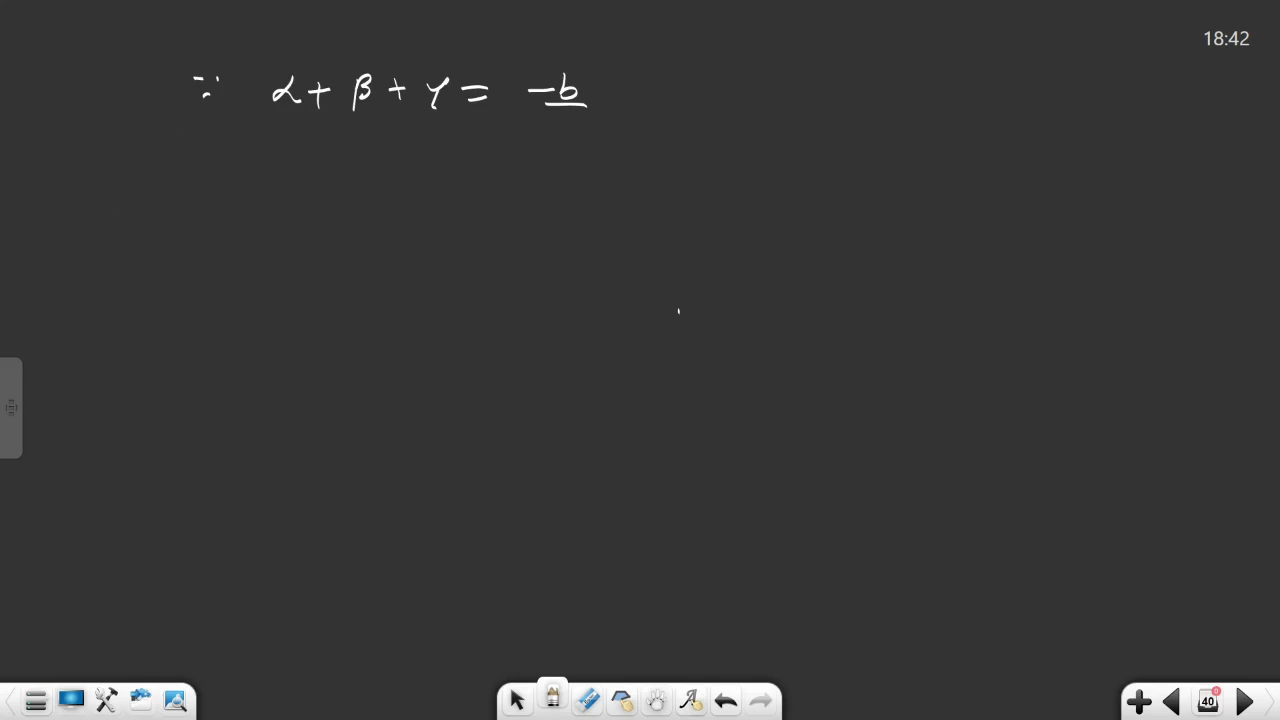 18:42
∵ α + β + γ = -b
40